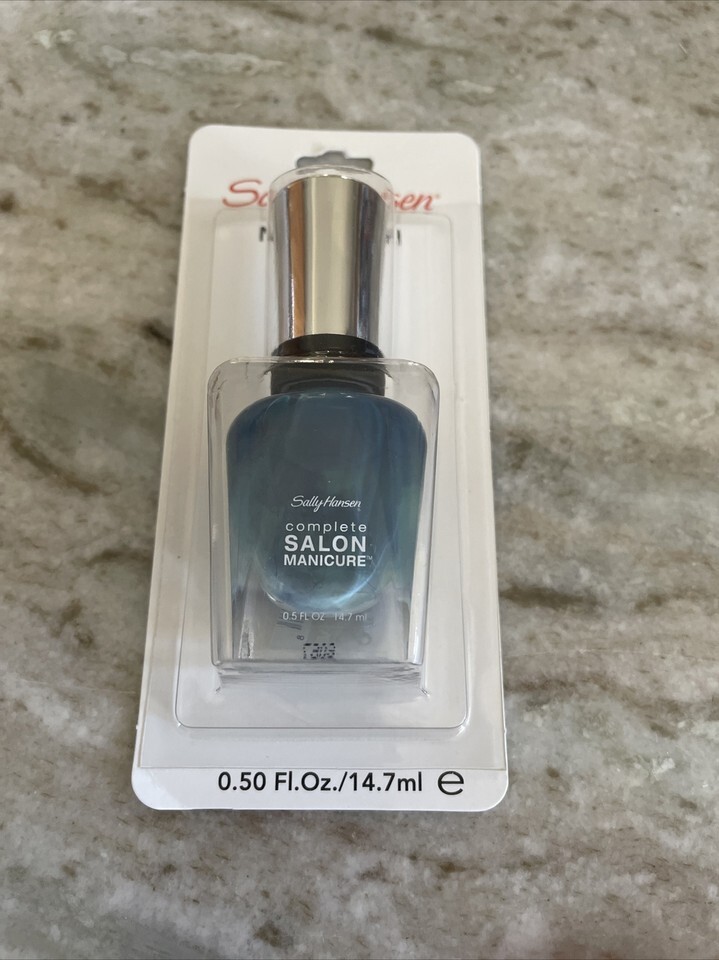 Sally Hansen
complete
SALON
MANICURE™
0.5 FL OZ 14.7 ml
0.50 Fl.Oz./14.7ml ℮